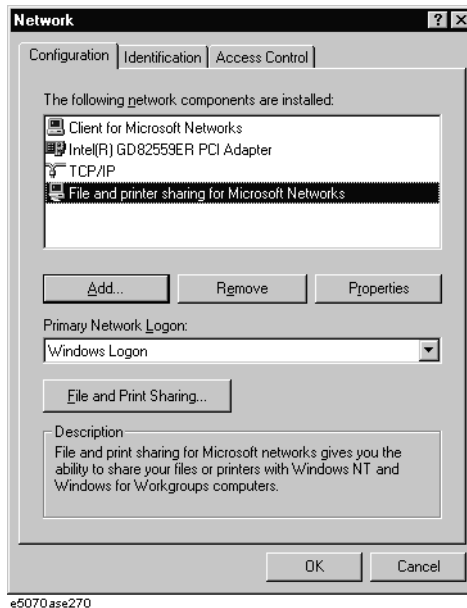 Network
Configuration Identification Access Control
The following network components are installed:
Client for Microsoft Networks
Intel(R) GD82559ER PCI Adapter
TCP/IP
File and printer sharing for Microsoft Networks
Add... Remove Properties
Primary Network Logon:
Windows Logon
File and Print Sharing...
Description
File and print sharing for Microsoft networks gives you the
ability to share your files or printers with Windows NT and
Windows for Workgroups computers.
OK Cancel
e5070ase270